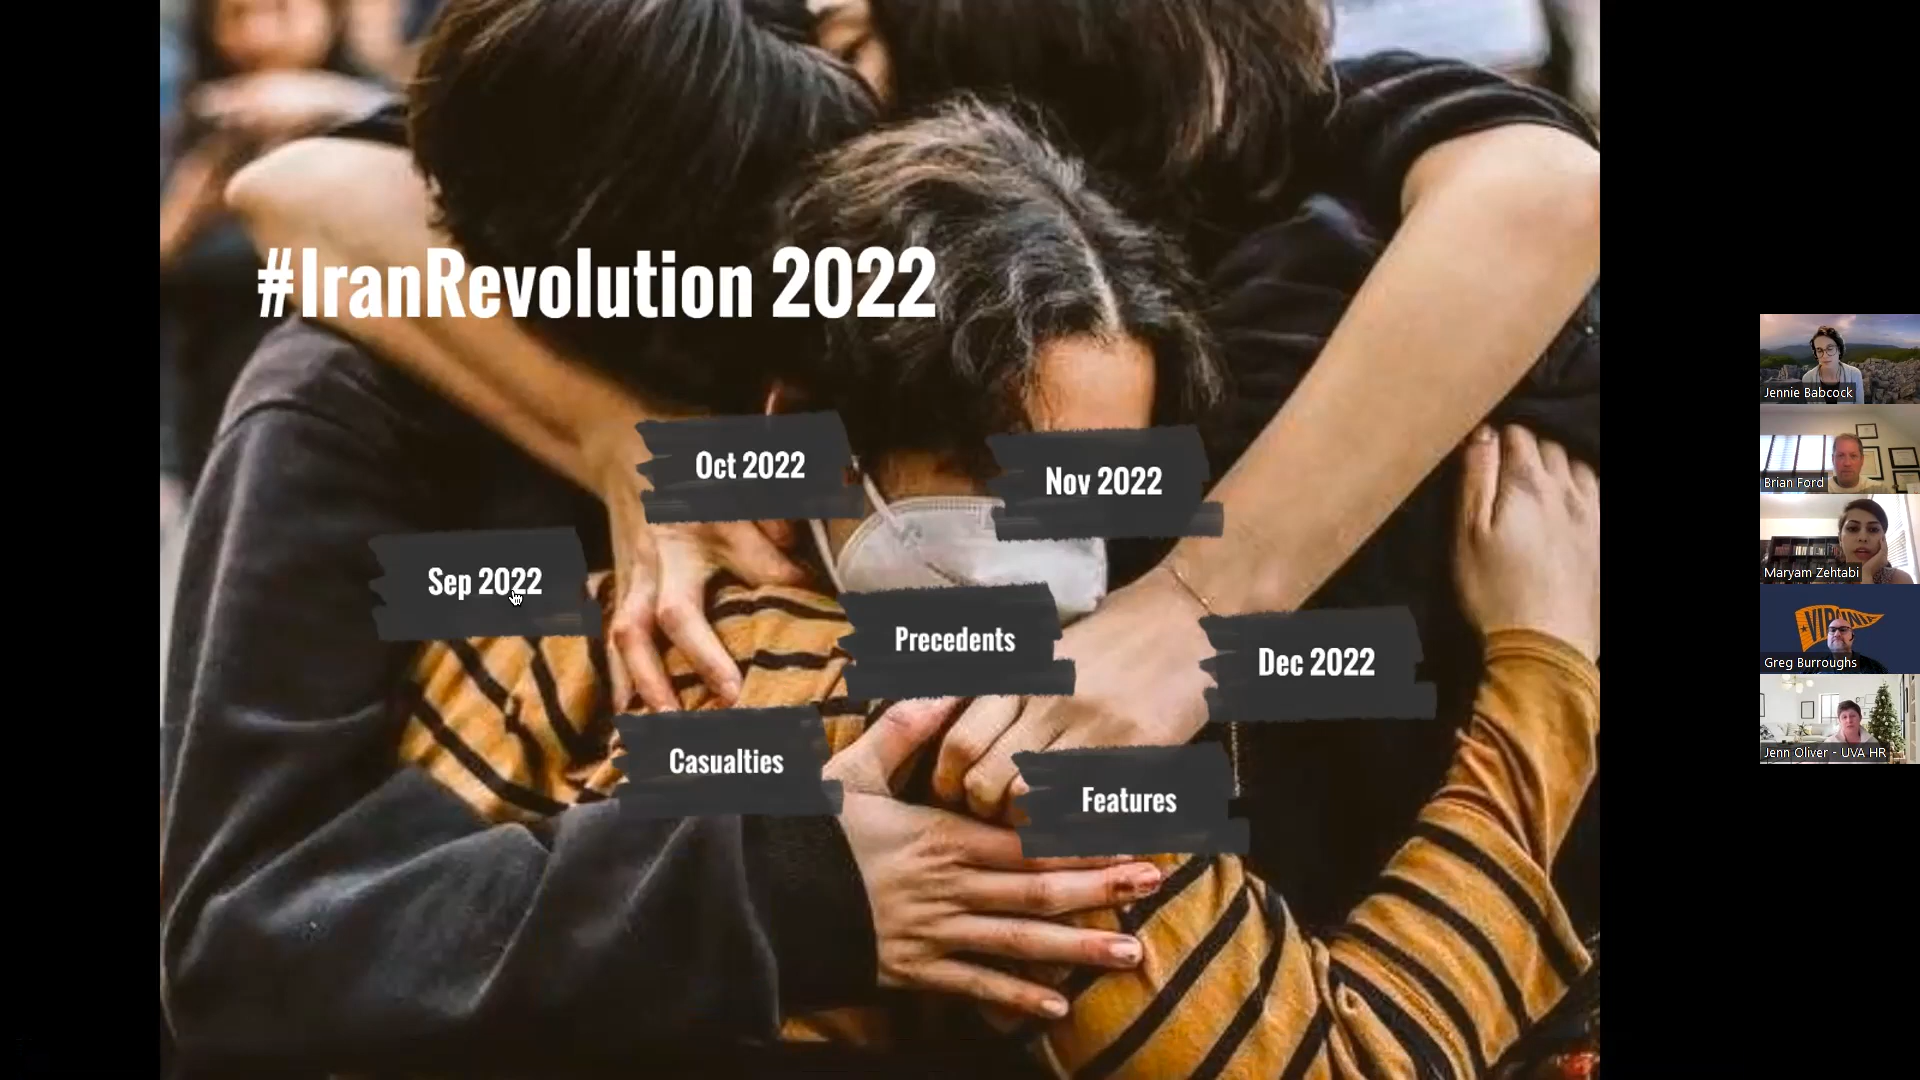 #IranRevolution 2022
Oct 2022
Nov 2022
Sep 2022
Precedents
Dec 2022
Casualties
Features
Jennie Babcock
Brian Ford
Maryam Zehtabi
Greg Burroughs
Jenn Oliver - UVA HR